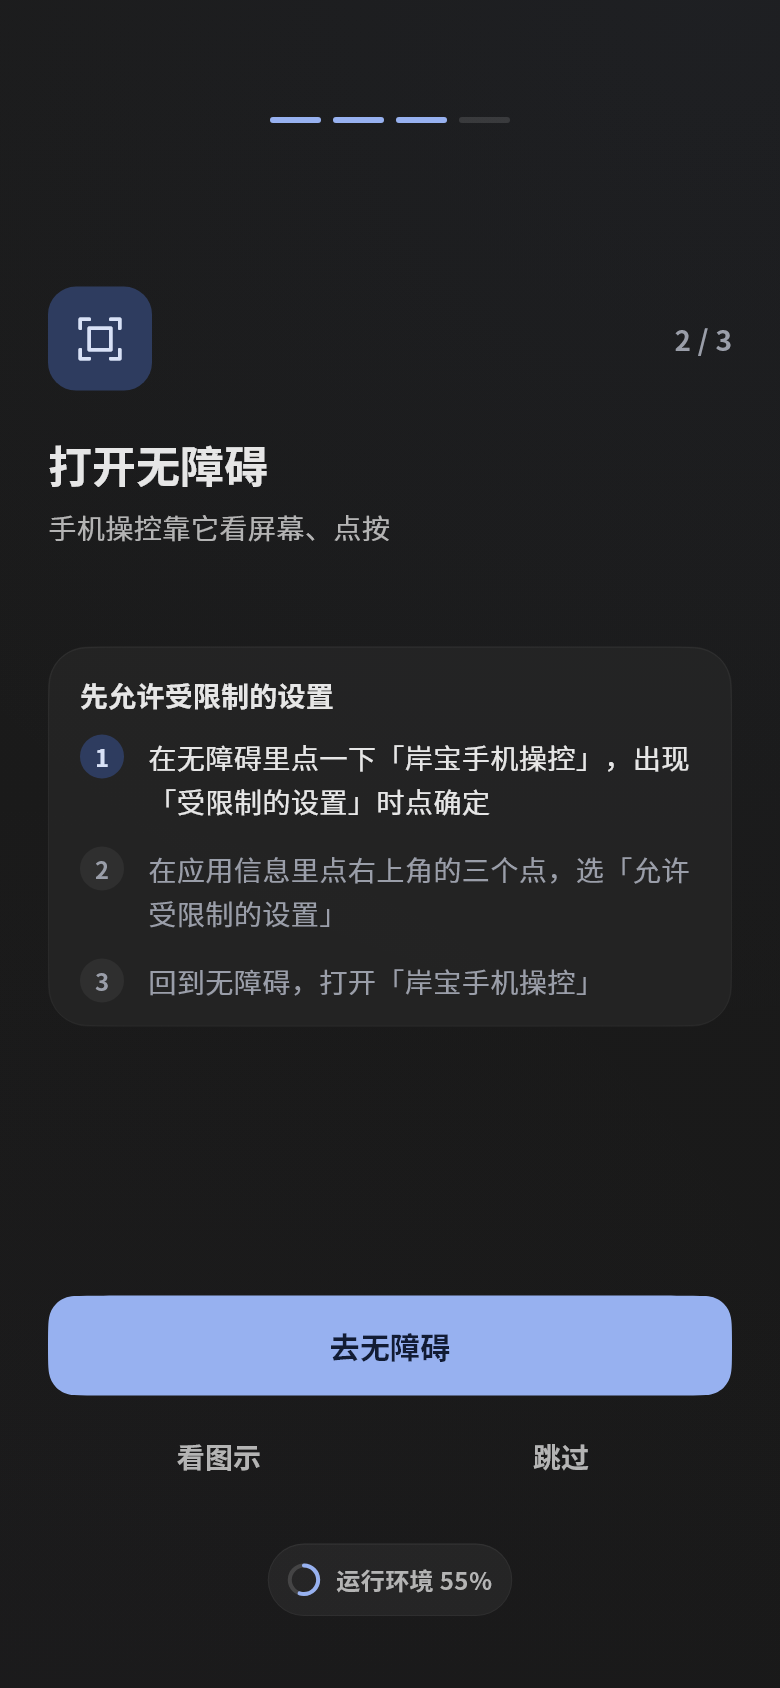 2 / 3
打开无障碍
手机操控靠它看屏幕、点按
先允许受限制的设置
1 在无障碍里点一下「岸宝手机操控」，出现
「受限制的设置」时点确定
2 在应用信息里点右上角的三个点，选「允许
受限制的设置」
3 回到无障碍，打开「岸宝手机操控」
去无障碍
看图示 跳过
运行环境 55%